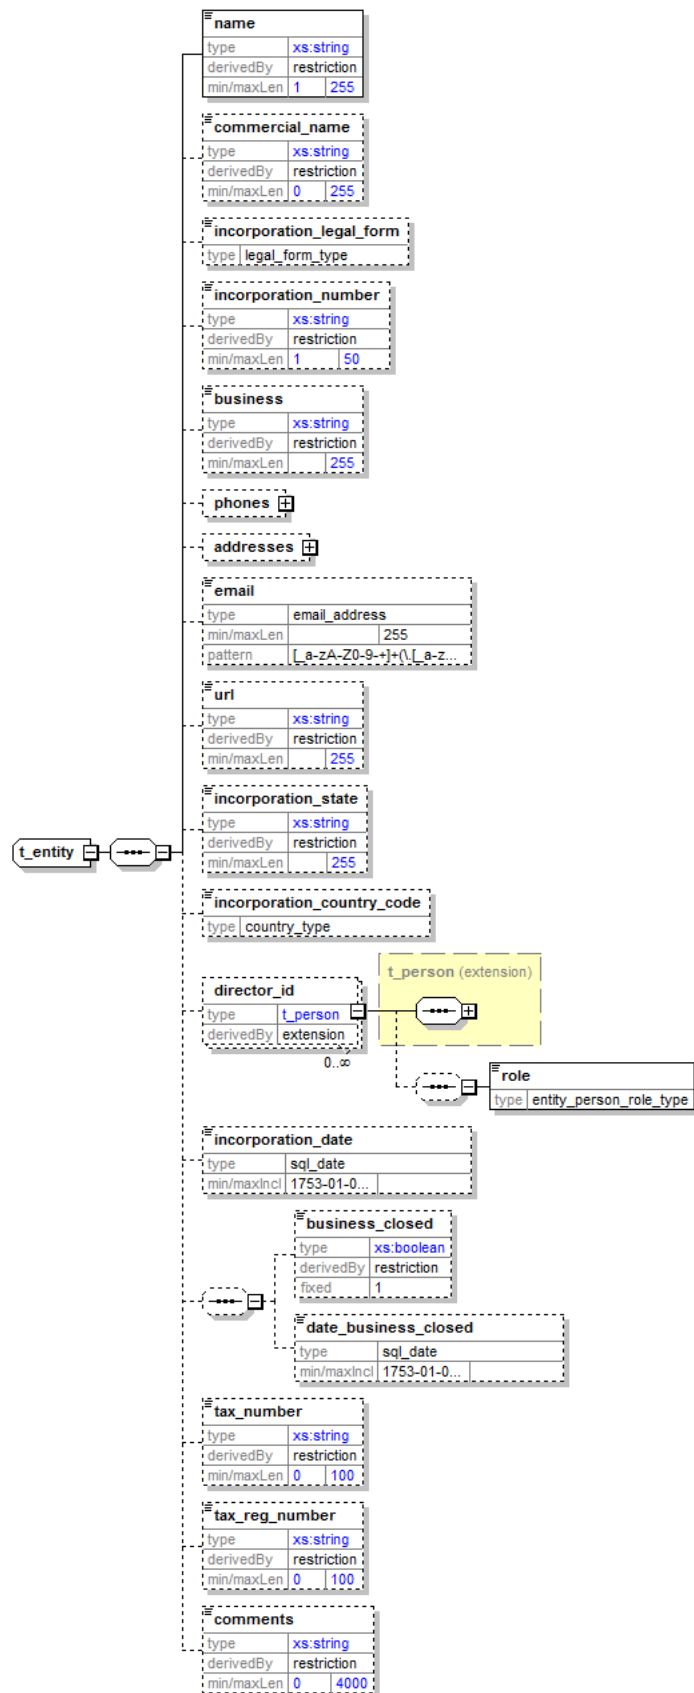 name
type xs:string
derivedBy restriction
min/maxLen 1 255
commercial_name
type xs:string
derivedBy restriction
min/maxLen 0 255
incorporation_legal_form
type legal_form_type
incorporation_number
type xs:string
derivedBy restriction
min/maxLen 1 50
business
type xs:string
derivedBy restriction
min/maxLen 255
phones
addresses
email
type email_address
min/maxLen 255
pattern [_a-zA-Z0-9-+]+(\.[_a-z...
url
type xs:string
derivedBy restriction
min/maxLen 255
incorporation_state
type xs:string
derivedBy restriction
min/maxLen 255
t_entity
incorporation_country_code
type country_type
t_person (extension)
director_id
type t_person
derivedBy extension
0..∞
role
type entity_person_role_type
incorporation_date
type sql_date
min/maxIncl 1753-01-0...
business_closed
type xs:boolean
derivedBy restriction
fixed 1
date_business_closed
type sql_date
min/maxIncl 1753-01-0...
tax_number
type xs:string
derivedBy restriction
min/maxLen 0 100
tax_reg_number
type xs:string
derivedBy restriction
min/maxLen 0 100
comments
type xs:string
derivedBy restriction
min/maxLen 0 4000